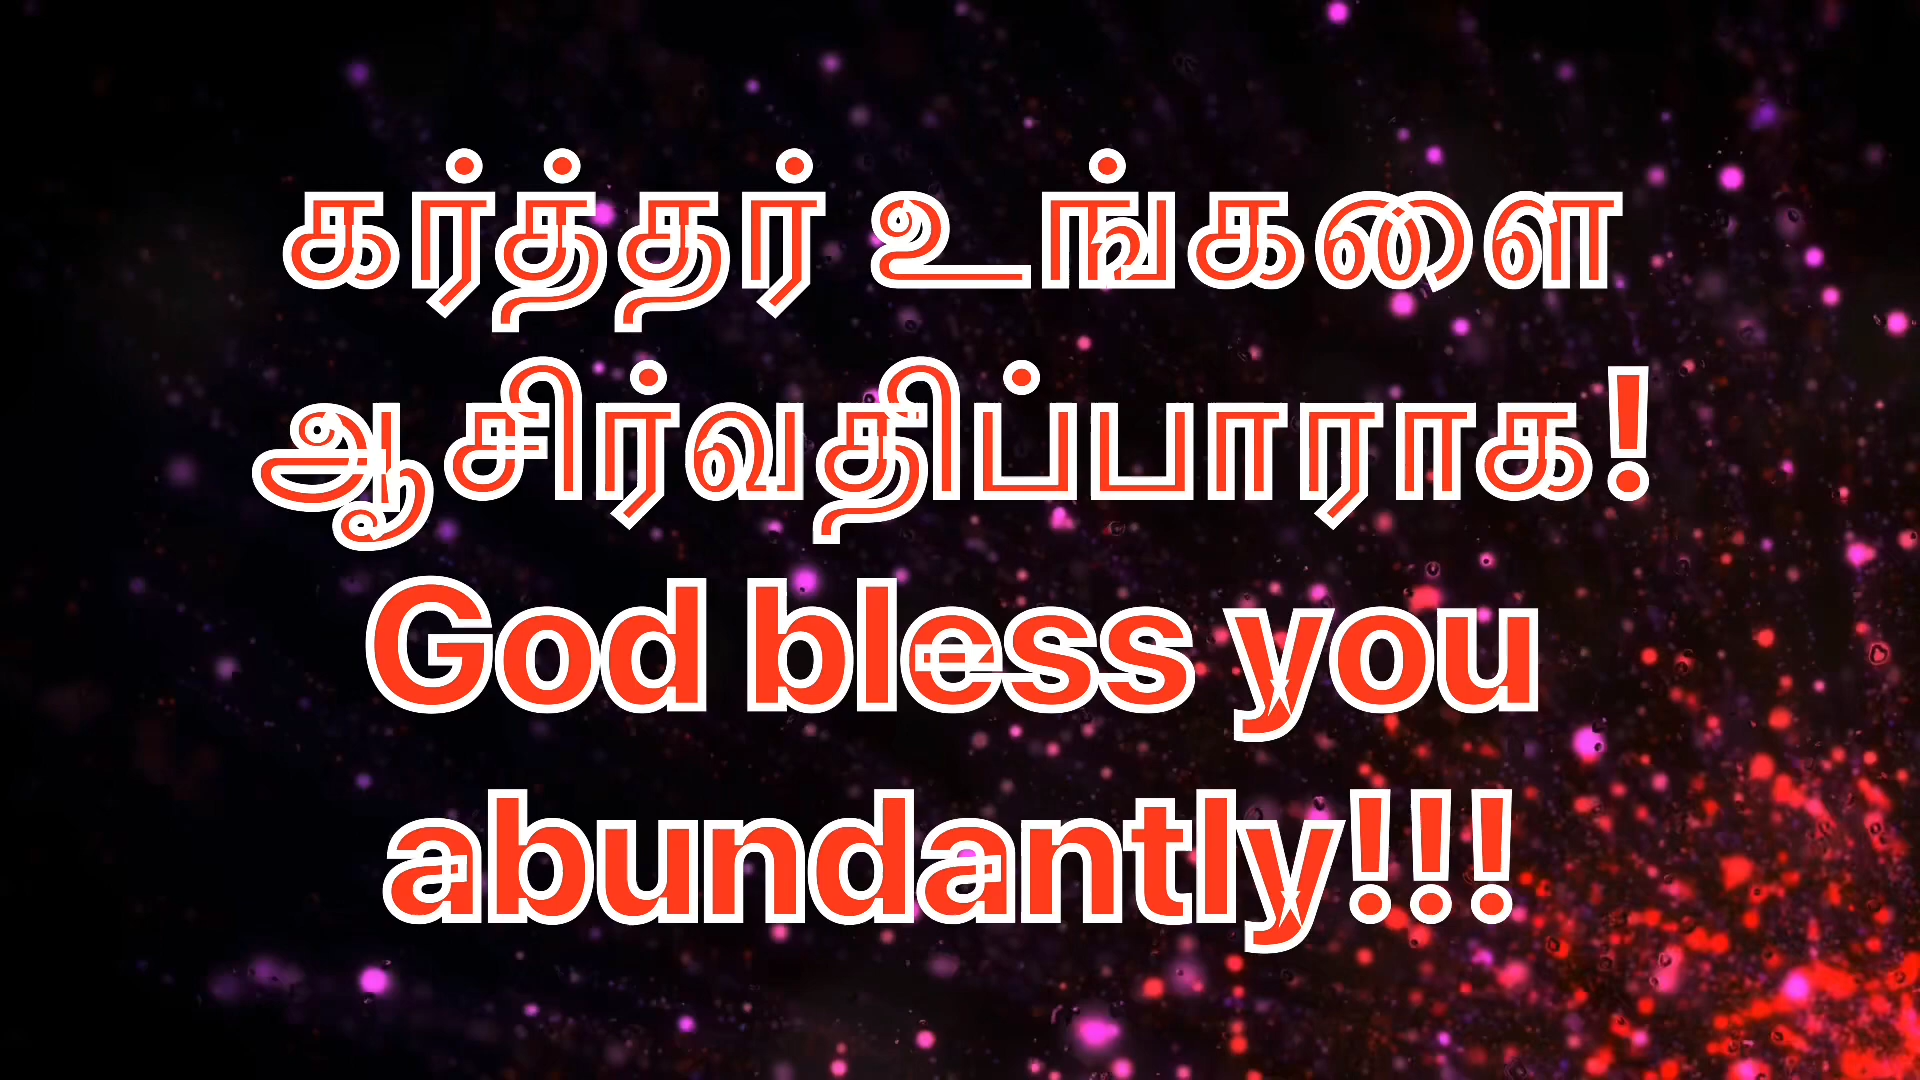 கர்த்தர் உங்களை
ஆசிர்வதிப்பாராக!
God bless you
abundantly!!!